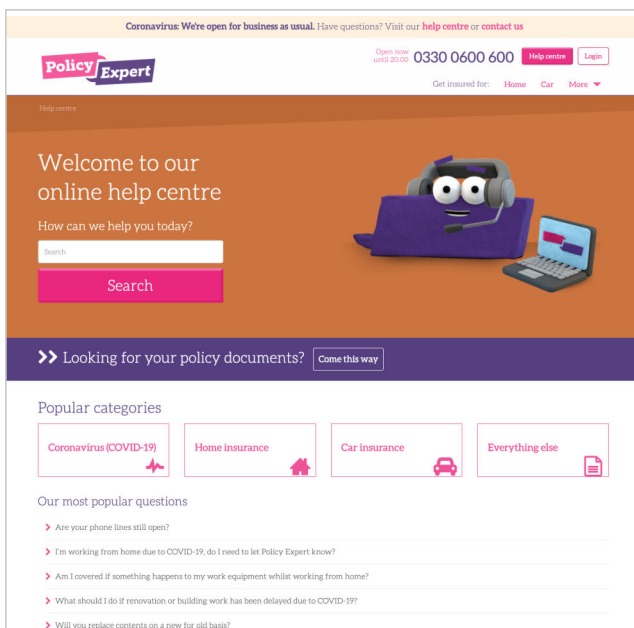 Coronavirus: We're open for business as usual. Have questions? Visit our help centre or contact us
Policy Expert
Open now
until 20.00
0330 0600 600
Help centre
Login
Get insured for: Home Car More
Help centre
Welcome to our
online help centre
How can we help you today?
Search
Search
Looking for your policy documents? Come this way
Popular categories
Coronavirus (COVID-19)
Home insurance
Car insurance
Everything else
Our most popular questions
Are your phone lines still open?
I'm working from home due to COVID-19, do I need to let Policy Expert know?
Am I covered if something happens to my work equipment whilst working from home?
What should I do if renovation or building work has been delayed due to COVID-19?
Will you replace contents on a new for old basis?